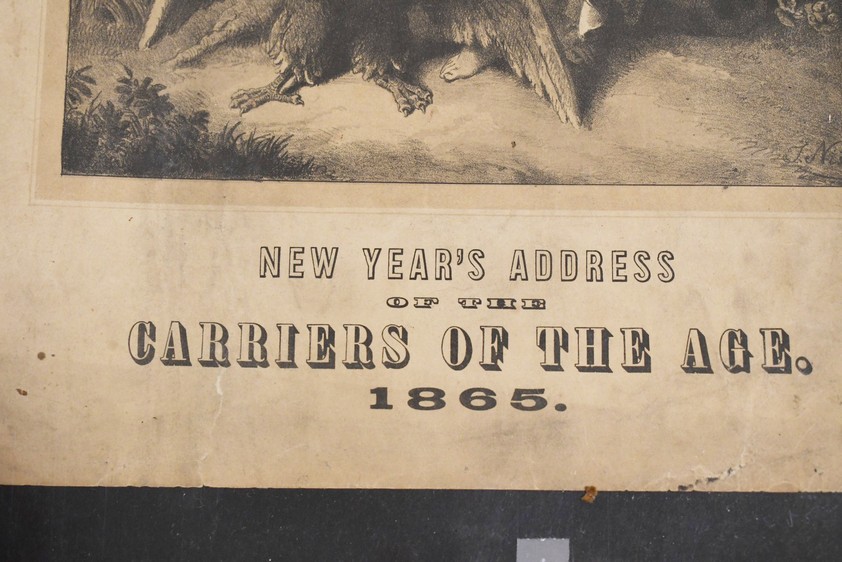 NEW YEAR'S ADDRESS
OF THE
CARRIERS OF THE AGE.
1865.